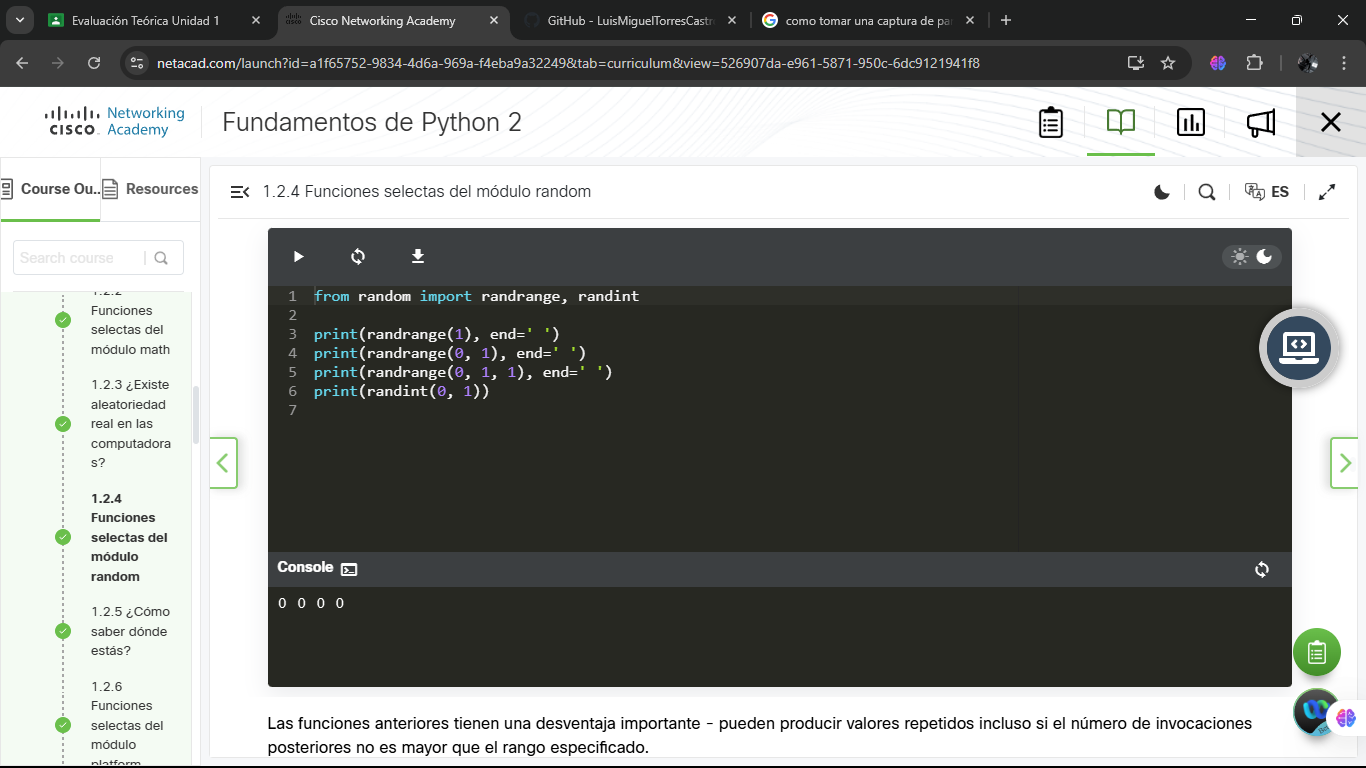 Evaluación Teórica Unidad 1
Cisco Networking Academy
GitHub - LuisMiguelTorresCastr
como tomar una captura de pan
netacad.com/launch?id=a1f65752-9834-4d6a-969a-f4eba9a32249&tab=curriculum&view=526907da-e961-5871-950c-6dc9121941f8
CISCO Networking Academy
Fundamentos de Python 2
Course Ou..
Resources
1.2.4 Funciones selectas del módulo random
ES
Search course
1.2.2
Funciones
selectas del
módulo math
1.2.3 ¿Existe
aleatoriedad
real en las
computadora
s?
1.2.4
Funciones
selectas del
módulo
random
1.2.5 ¿Cómo
saber dónde
estás?
1.2.6
Funciones
selectas del
módulo
platform
1 from random import randrange, randint
2
3 print(randrange(1), end=' ')
4 print(randrange(0, 1), end=' ')
5 print(randrange(0, 1, 1), end=' ')
6 print(randint(0, 1))
7
Console
0 0 0 0
Las funciones anteriores tienen una desventaja importante - pueden producir valores repetidos incluso si el número de invocaciones
posteriores no es mayor que el rango especificado.